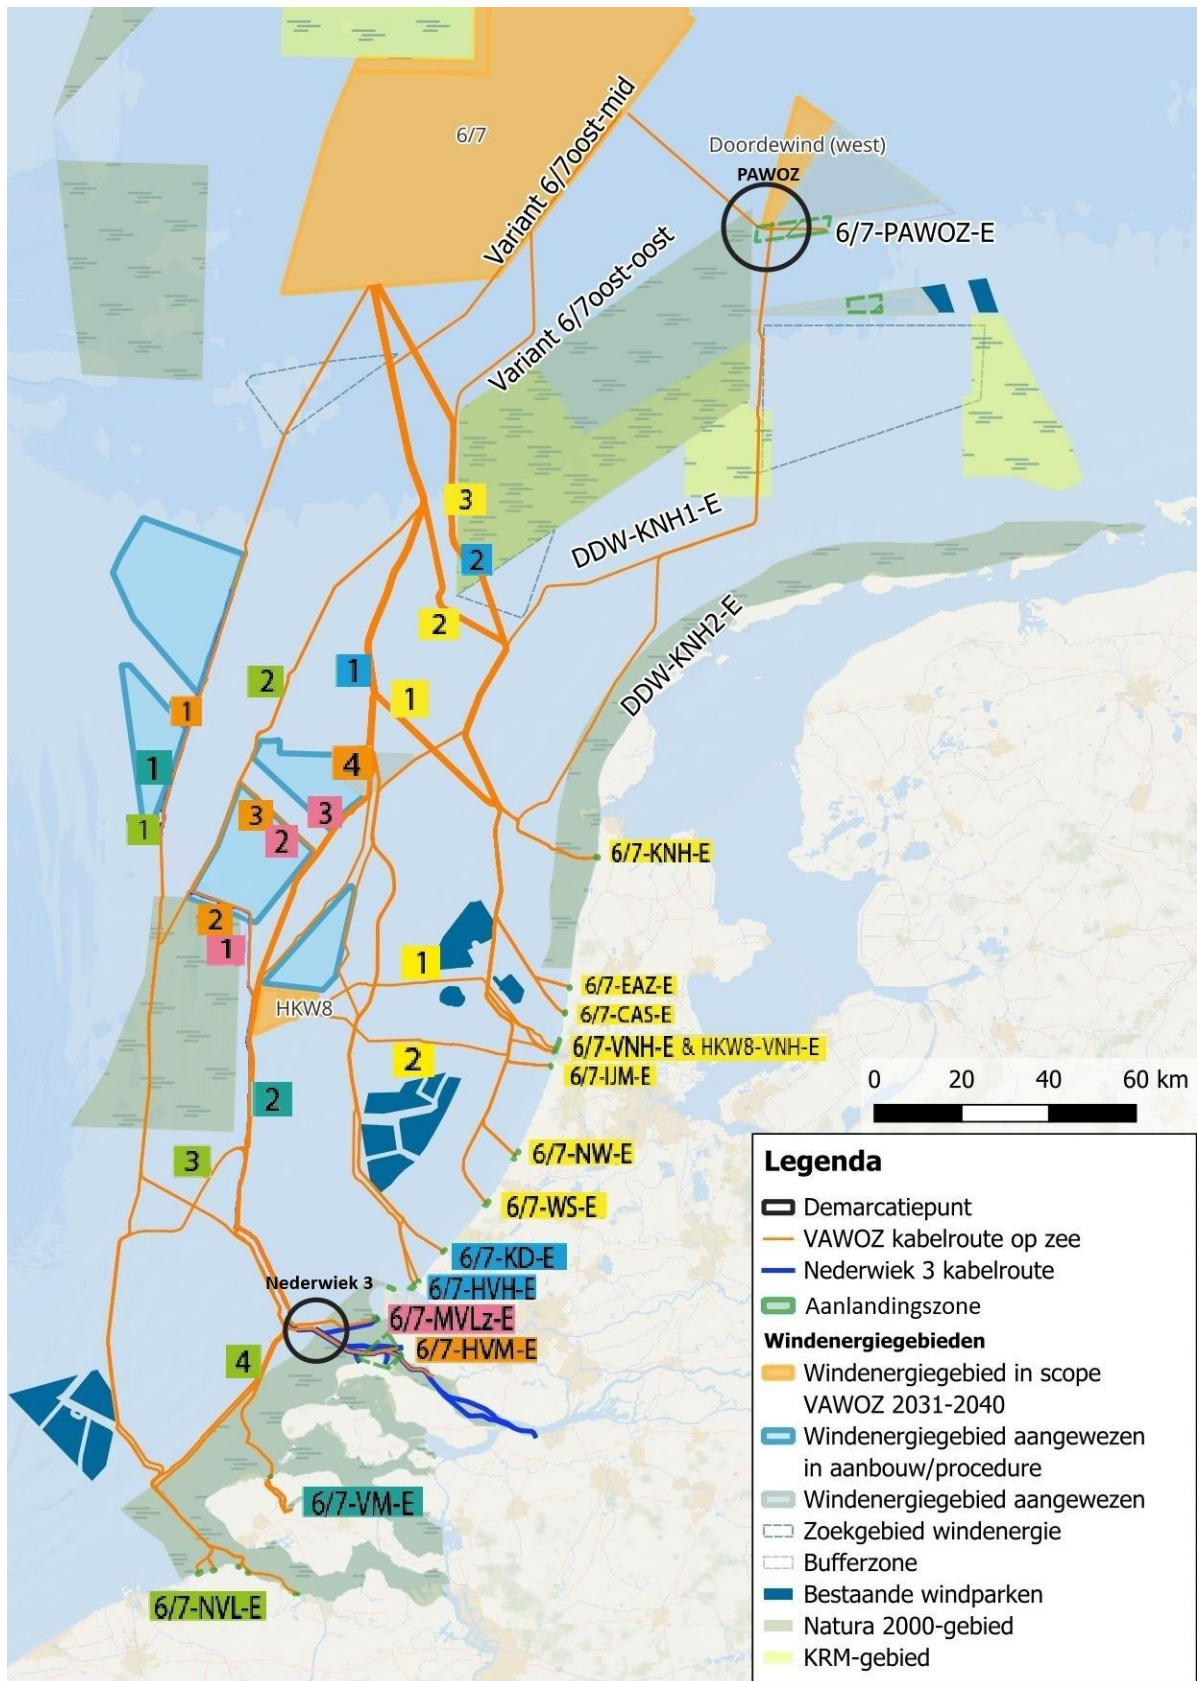 6/7
Variant 6/7oost-mid
Doordewind (west)
PAWOZ
6/7-PAWOZ-E
Variant 6/7oost-oost
3
DDW-KNH1-E
2
2
DDW-KNH2-E
2
1
1
1
1
4
1
3
3
2
6/7-KNH-E
2
1
1
6/7-EAZ-E
HKW8
6/7-CAS-E
6/7-VNH-E & HKW8-VNH-E
2
6/7-IJM-E
0 20 40 60 km
2
3
6/7-NW-E
6/7-WS-E
6/7-KD-E
Nederwiek 3
6/7-HVH-E
6/7-MVLz-E
6/7-HVM-E
4
6/7-VM-E
6/7-NVL-E
Legenda
Demarcatiepunt
VAWOZ kabelroute op zee
Nederwiek 3 kabelroute
Aanlandingszone
Windenergiegebieden
Windenergiegebied in scope
VAWOZ 2031-2040
Windenergiegebied aangewezen
in aanbouw/procedure
Windenergiegebied aangewezen
Zoekgebied windenergie
Bufferzone
Bestaande windparken
Natura 2000-gebied
KRM-gebied